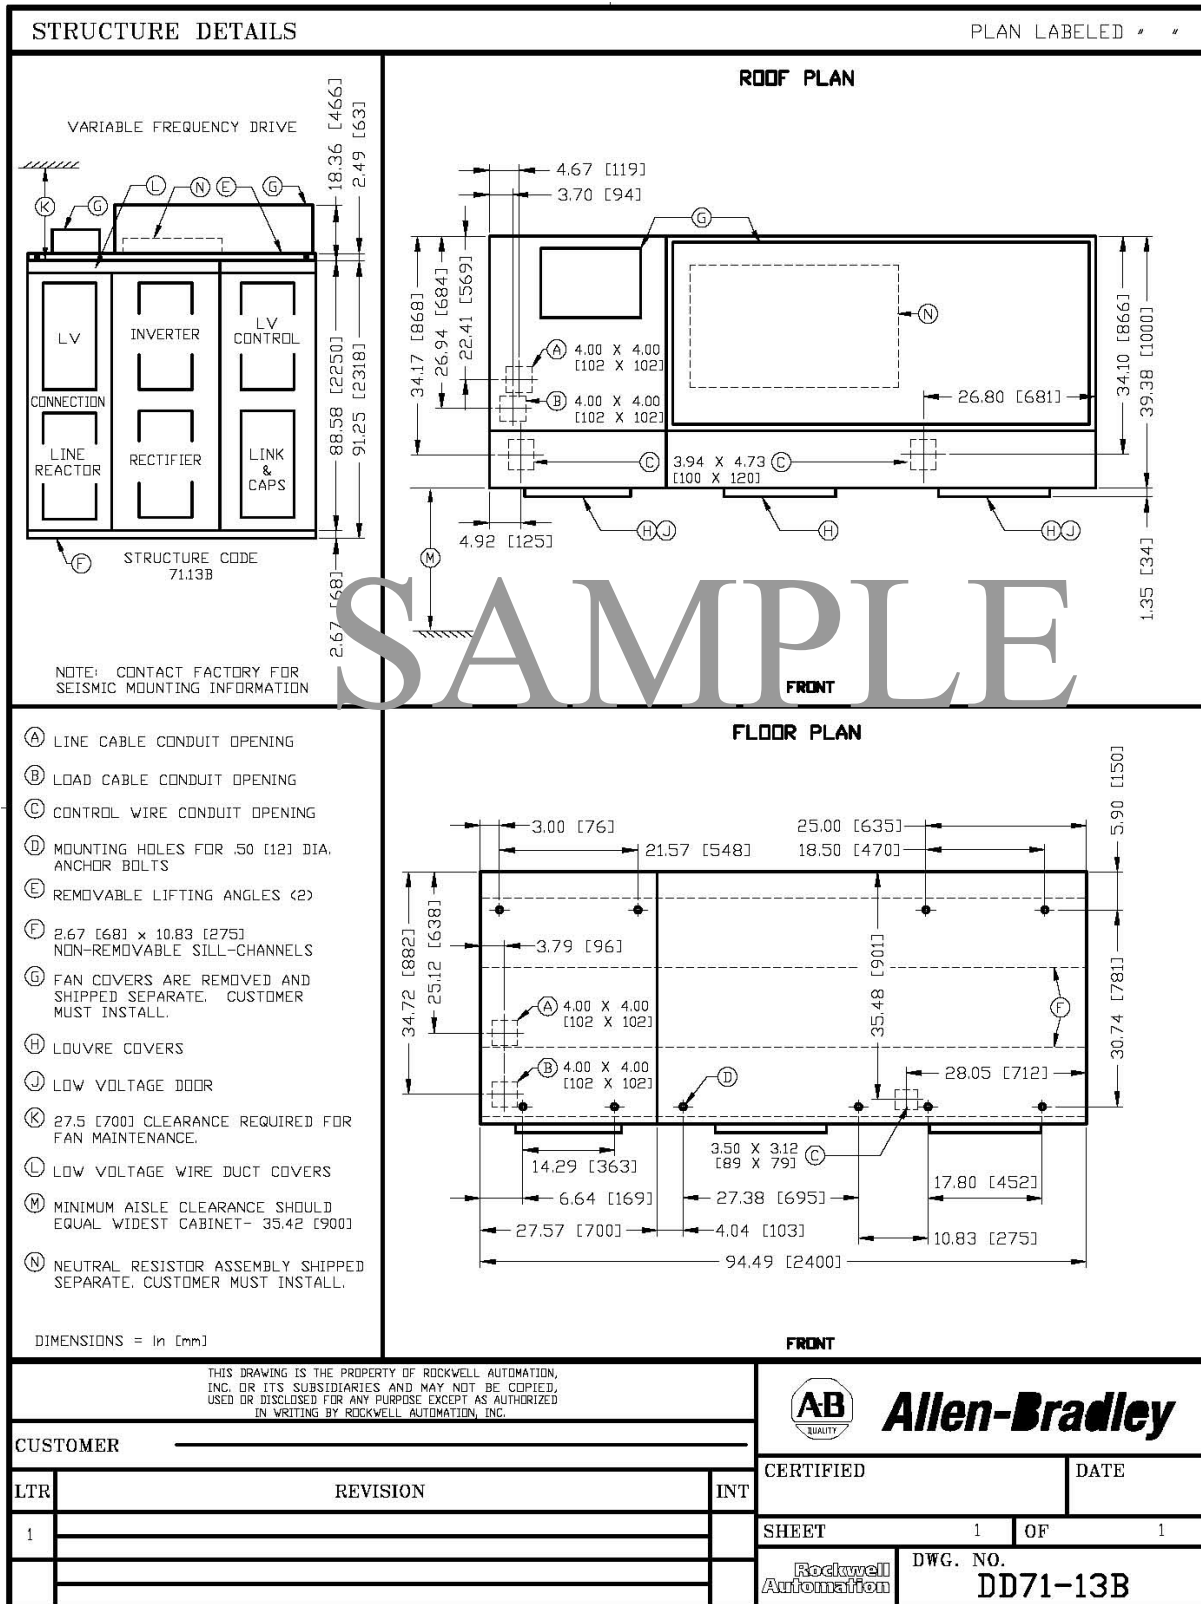 STRUCTURE DETAILS
PLAN LABELED " "
VARIABLE FREQUENCY DRIVE
18.36 [466]
2.49 [63]
K
G
L
N
E
G
LV
CONNECTION
LINE
REACTOR
INVERTER
RECTIFIER
LV
CONTROL
LINK
&
CAPS
88.58 [2250]
91.25 [2318]
2.67 [68]
F
STRUCTURE CODE
71.13B
NOTE: CONTACT FACTORY FOR
SEISMIC MOUNTING INFORMATION
ROOF PLAN
4.67 [119]
3.70 [94]
G
34.17 [868]
26.94 [684]
22.41 [569]
A 4.00 X 4.00
[102 X 102]
B 4.00 X 4.00
[102 X 102]
N
26.80 [681]
34.10 [866]
39.38 [1000]
C 3.94 X 4.73 C
[100 X 120]
4.92 [125]
H J
H
H J
M
1.35 [34]
SAMPLE
FRONT
A LINE CABLE CONDUIT OPENING
B LOAD CABLE CONDUIT OPENING
C CONTROL WIRE CONDUIT OPENING
D MOUNTING HOLES FOR .50 [12] DIA.
ANCHOR BOLTS
E REMOVABLE LIFTING ANGLES (2)
F 2.67 [68] x 10.83 [275]
NON-REMOVABLE SILL-CHANNELS
G FAN COVERS ARE REMOVED AND
SHIPPED SEPARATE. CUSTOMER
MUST INSTALL.
H LOUVRE COVERS
J LOW VOLTAGE DOOR
K 27.5 [700] CLEARANCE REQUIRED FOR
FAN MAINTENANCE.
L LOW VOLTAGE WIRE DUCT COVERS
M MINIMUM AISLE CLEARANCE SHOULD
EQUAL WIDEST CABINET- 35.42 [900]
N NEUTRAL RESISTOR ASSEMBLY SHIPPED
SEPARATE. CUSTOMER MUST INSTALL.
DIMENSIONS = In [mm]
FLOOR PLAN
3.00 [76]
21.57 [548]
25.00 [635]
18.50 [470]
5.90 [150]
34.72 [882]
25.12 [638]
3.79 [96]
A 4.00 X 4.00
[102 X 102]
B 4.00 X 4.00
[102 X 102]
D
35.48 [901]
F
30.74 [781]
28.05 [712]
3.50 X 3.12 C
[89 X 79]
14.29 [363]
6.64 [169]
27.38 [695]
17.80 [452]
27.57 [700]
4.04 [103]
10.83 [275]
94.49 [2400]
FRONT
THIS DRAWING IS THE PROPERTY OF ROCKWELL AUTOMATION,
INC. OR ITS SUBSIDIARIES AND MAY NOT BE COPIED,
USED OR DISCLOSED FOR ANY PURPOSE EXCEPT AS AUTHORIZED
IN WRITING BY ROCKWELL AUTOMATION, INC.
CUSTOMER
LTR
REVISION
INT
1
A-B
QUALITY
Allen-Bradley
CERTIFIED
DATE
SHEET 1 OF 1
Rockwell
Automation
DWG. NO.
DD71-13B